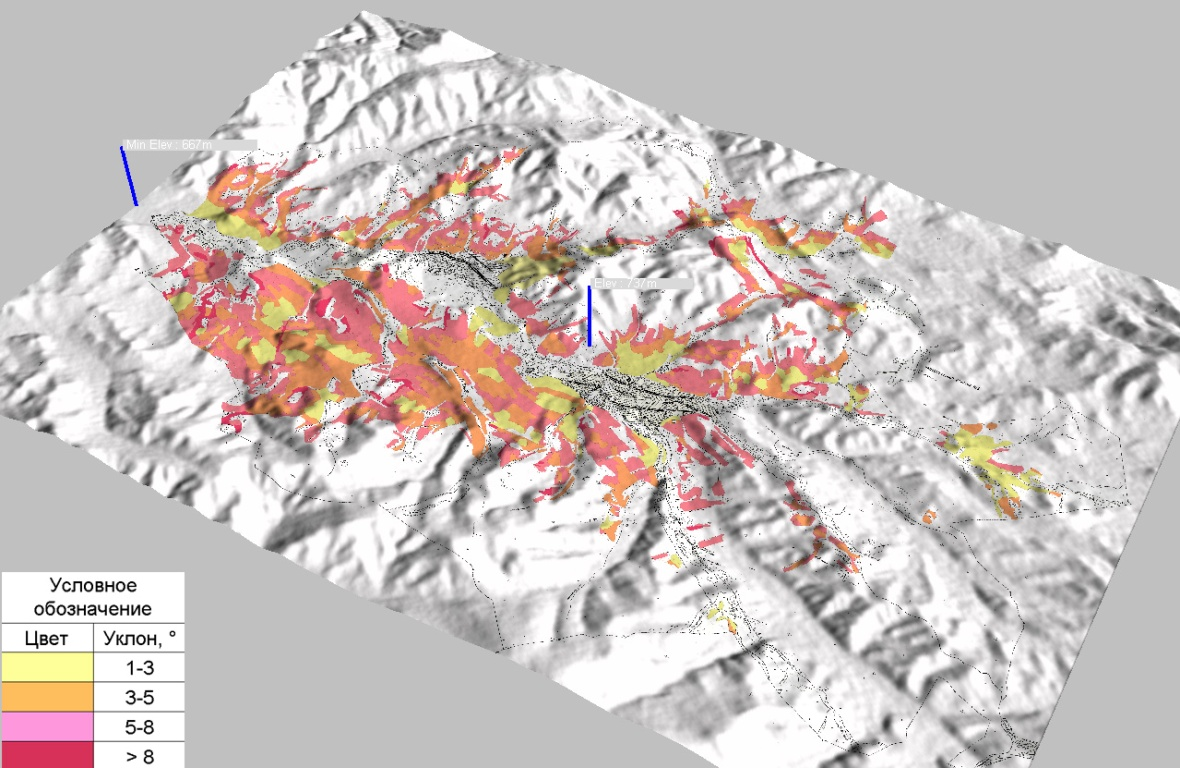 Min Elev : 667m
Elev : 737m
Условное
обозначение
Цвет Уклон, °
1-3
3-5
5-8
> 8